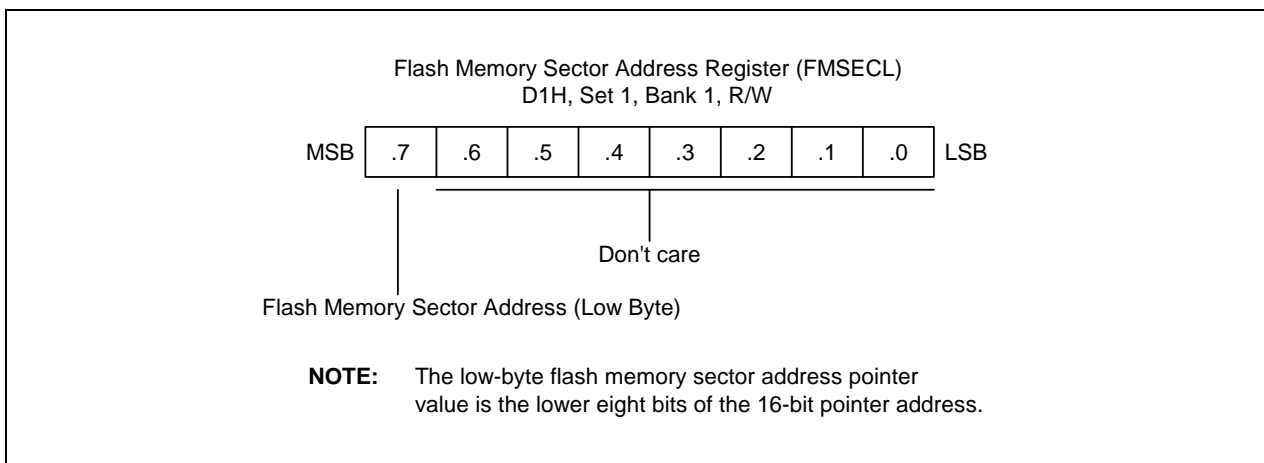 Flash Memory Sector Address Register (FMSECL)
D1H, Set 1, Bank 1, R/W
MSB .7 .6 .5 .4 .3 .2 .1 .0 LSB
Don't care
Flash Memory Sector Address (Low Byte)
NOTE: The low-byte flash memory sector address pointer
value is the lower eight bits of the 16-bit pointer address.